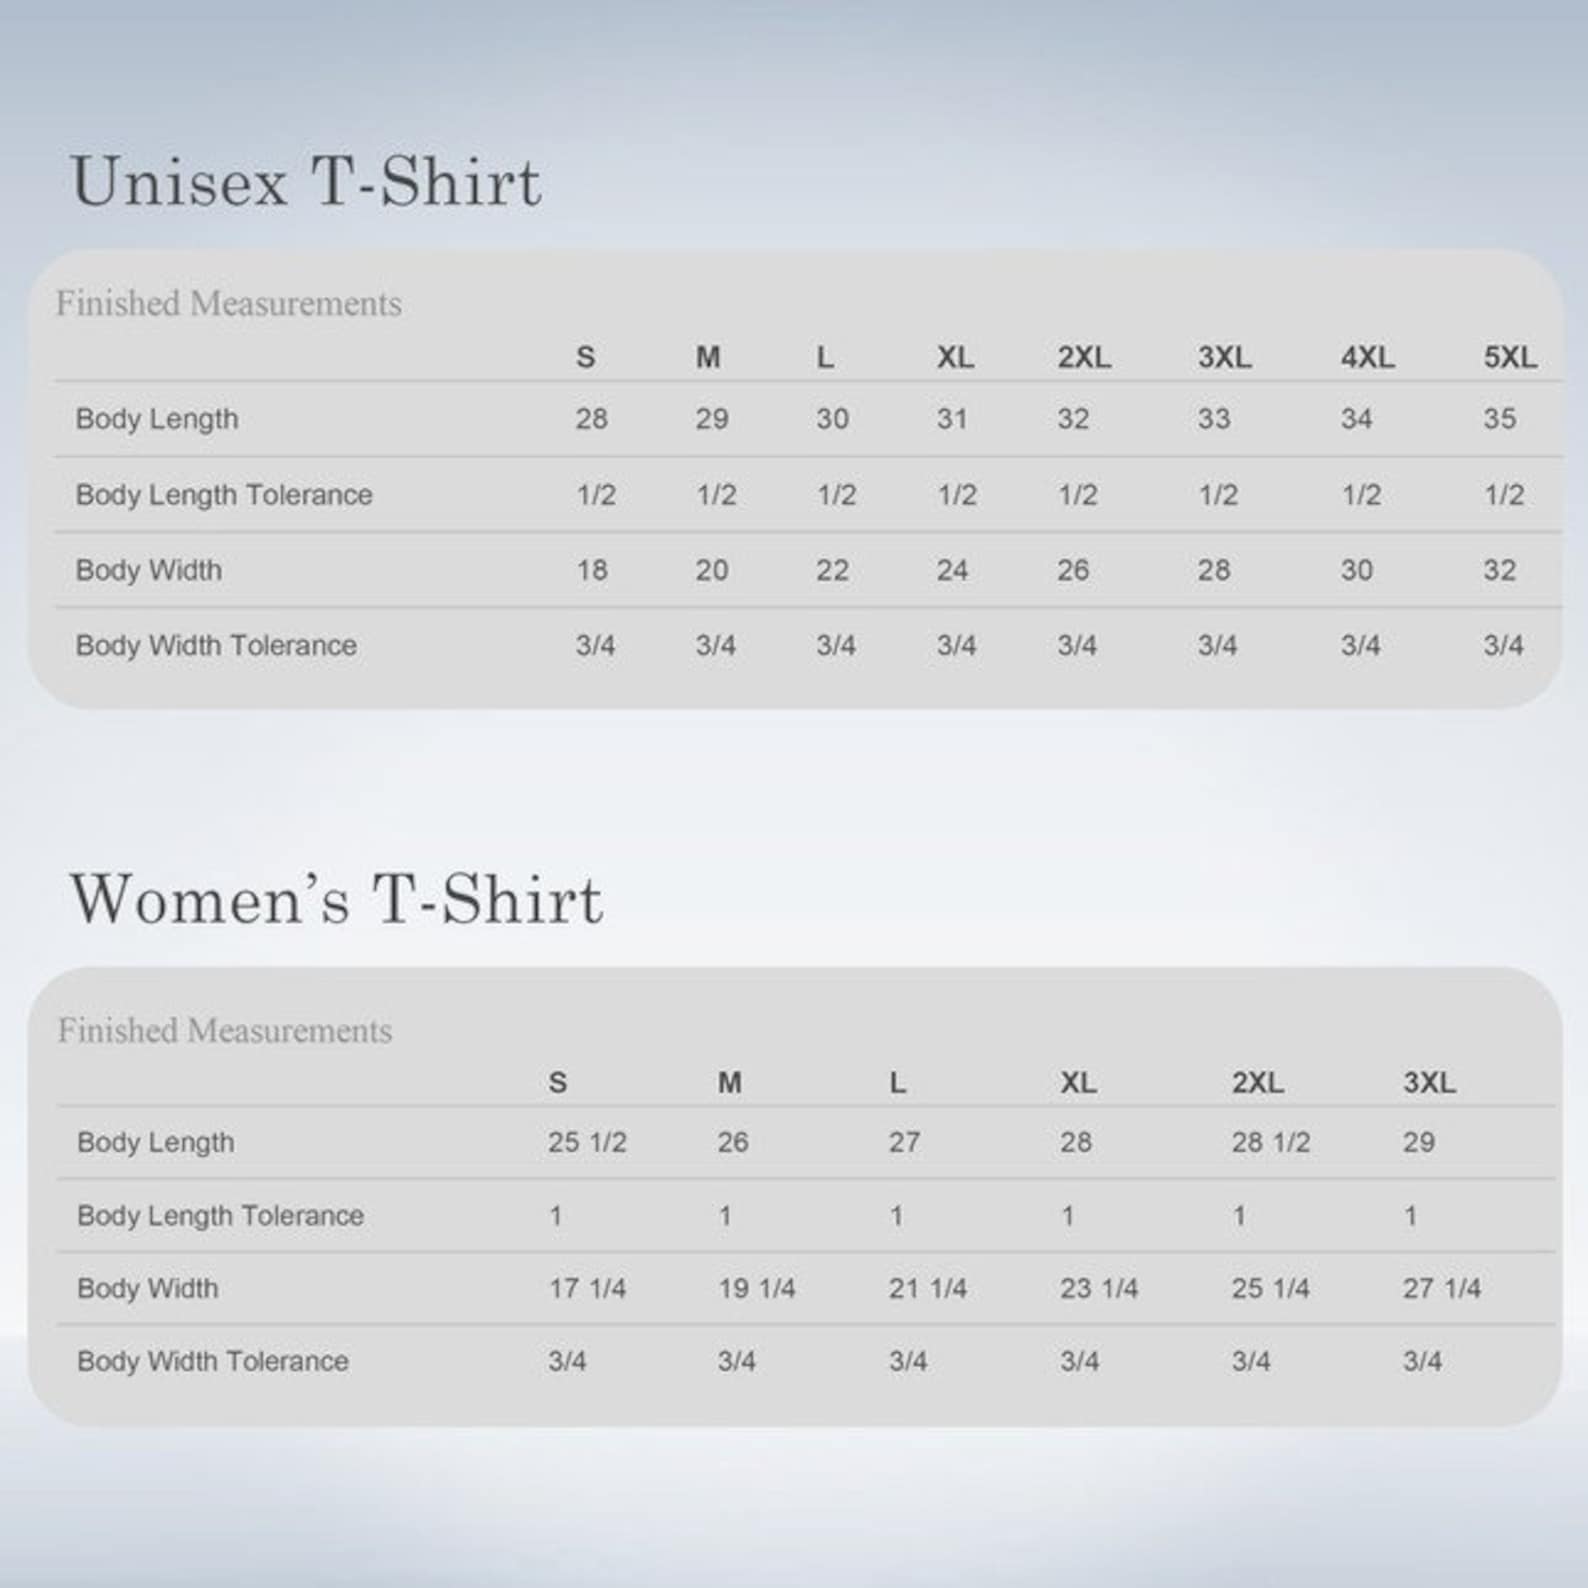 Unisex T-Shirt
Finished Measurements
S M L XL 2XL 3XL 4XL 5XL
Body Length 28 29 30 31 32 33 34 35
Body Length Tolerance 1/2 1/2 1/2 1/2 1/2 1/2 1/2 1/2
Body Width 18 20 22 24 26 28 30 32
Body Width Tolerance 3/4 3/4 3/4 3/4 3/4 3/4 3/4 3/4
Women’s T-Shirt
Finished Measurements
S M L XL 2XL 3XL
Body Length 25 1/2 26 27 28 28 1/2 29
Body Length Tolerance 1 1 1 1 1 1
Body Width 17 1/4 19 1/4 21 1/4 23 1/4 25 1/4 27 1/4
Body Width Tolerance 3/4 3/4 3/4 3/4 3/4 3/4